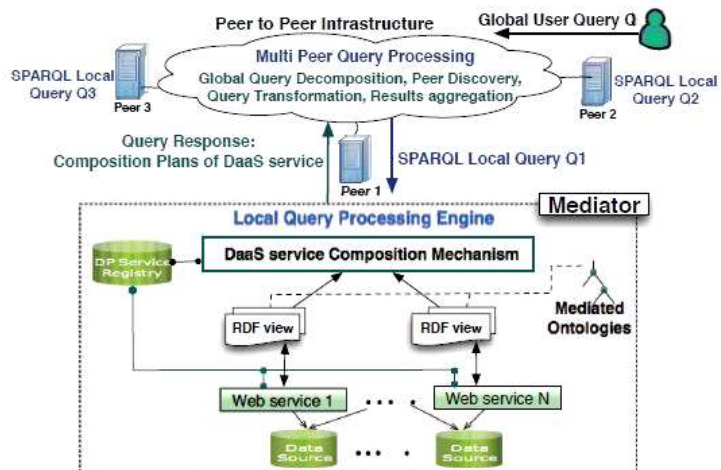 Peer to Peer Infrastructure
Global User Query Q
Multi Peer Query Processing
Global Query Decomposition, Peer Discovery,
Query Transformation, Results aggregation
SPARQL Local
Query Q3
Peer 3
SPARQL Local
Query Q2
Peer 2
Query Response:
Composition Plans of DaaS service
Peer 1
SPARQL Local Query Q1
Mediator
Local Query Processing Engine
DP Service
Registry
DaaS service Composition Mechanism
RDF view
RDF view
Mediated
Ontologies
Web service 1
. . . .
Web service N
Data
Source
. . . .
Data
Source